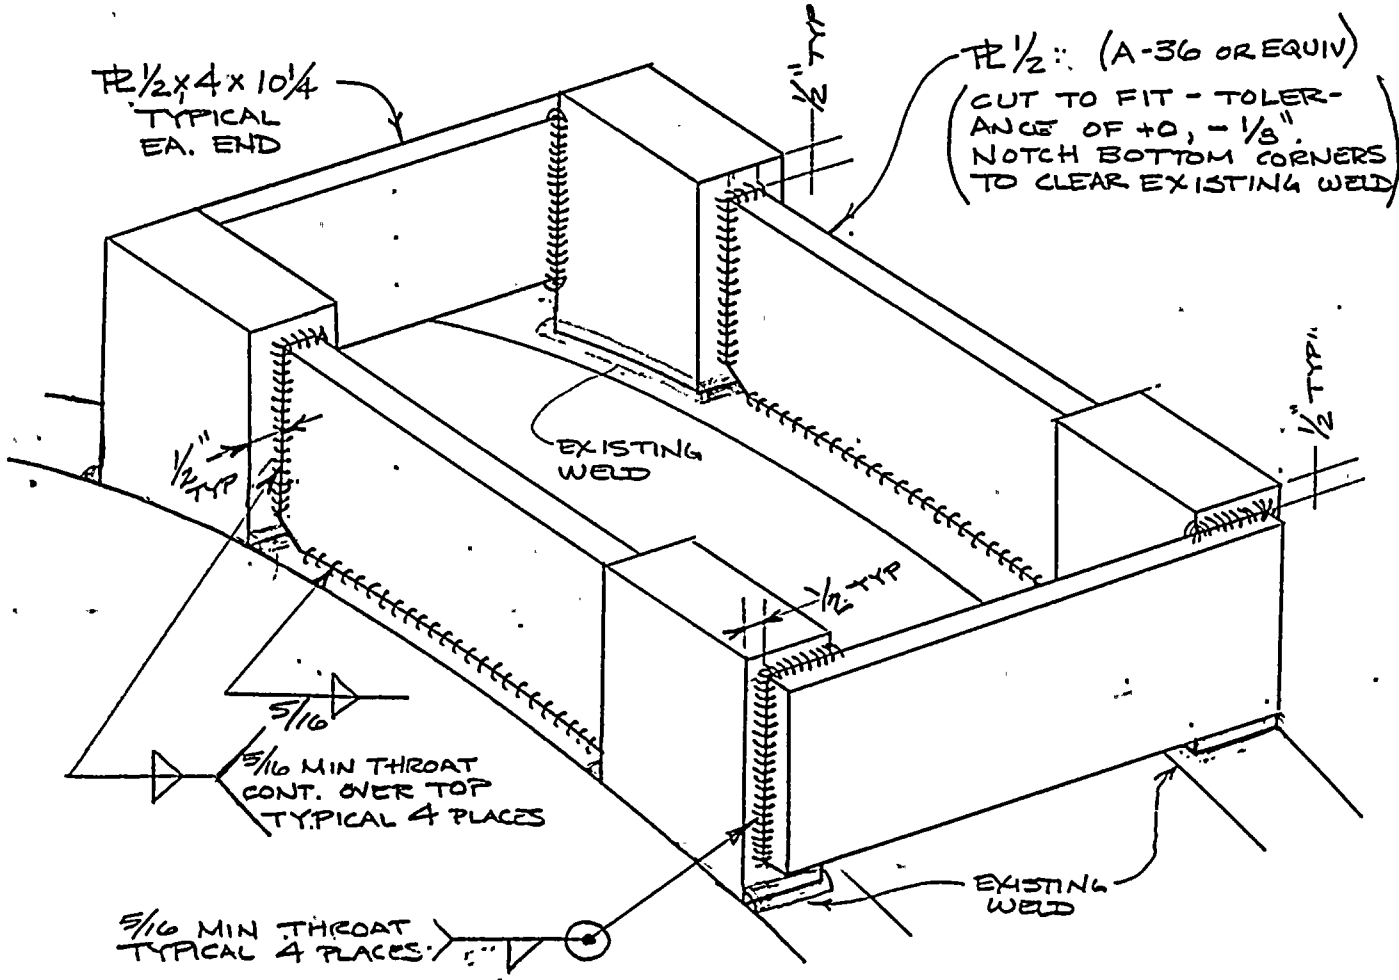 PL 1/2 x 4 x 10 1/4
TYPICAL
EA. END
1/2" TYP
PL 1/2" (A-36 OR EQUIV)
(CUT TO FIT - TOLER-
ANCE OF +0, - 1/8".
NOTCH BOTTOM CORNERS
TO CLEAR EXISTING WELD)
1/2" TYP
1/2"
TYP
EXISTING
WELD
1/2 TYP
5/16
5/16 MIN THROAT
CONT. OVER TOP
TYPICAL 4 PLACES
5/16 MIN THROAT
TYPICAL 4 PLACES
EXISTING
WELD